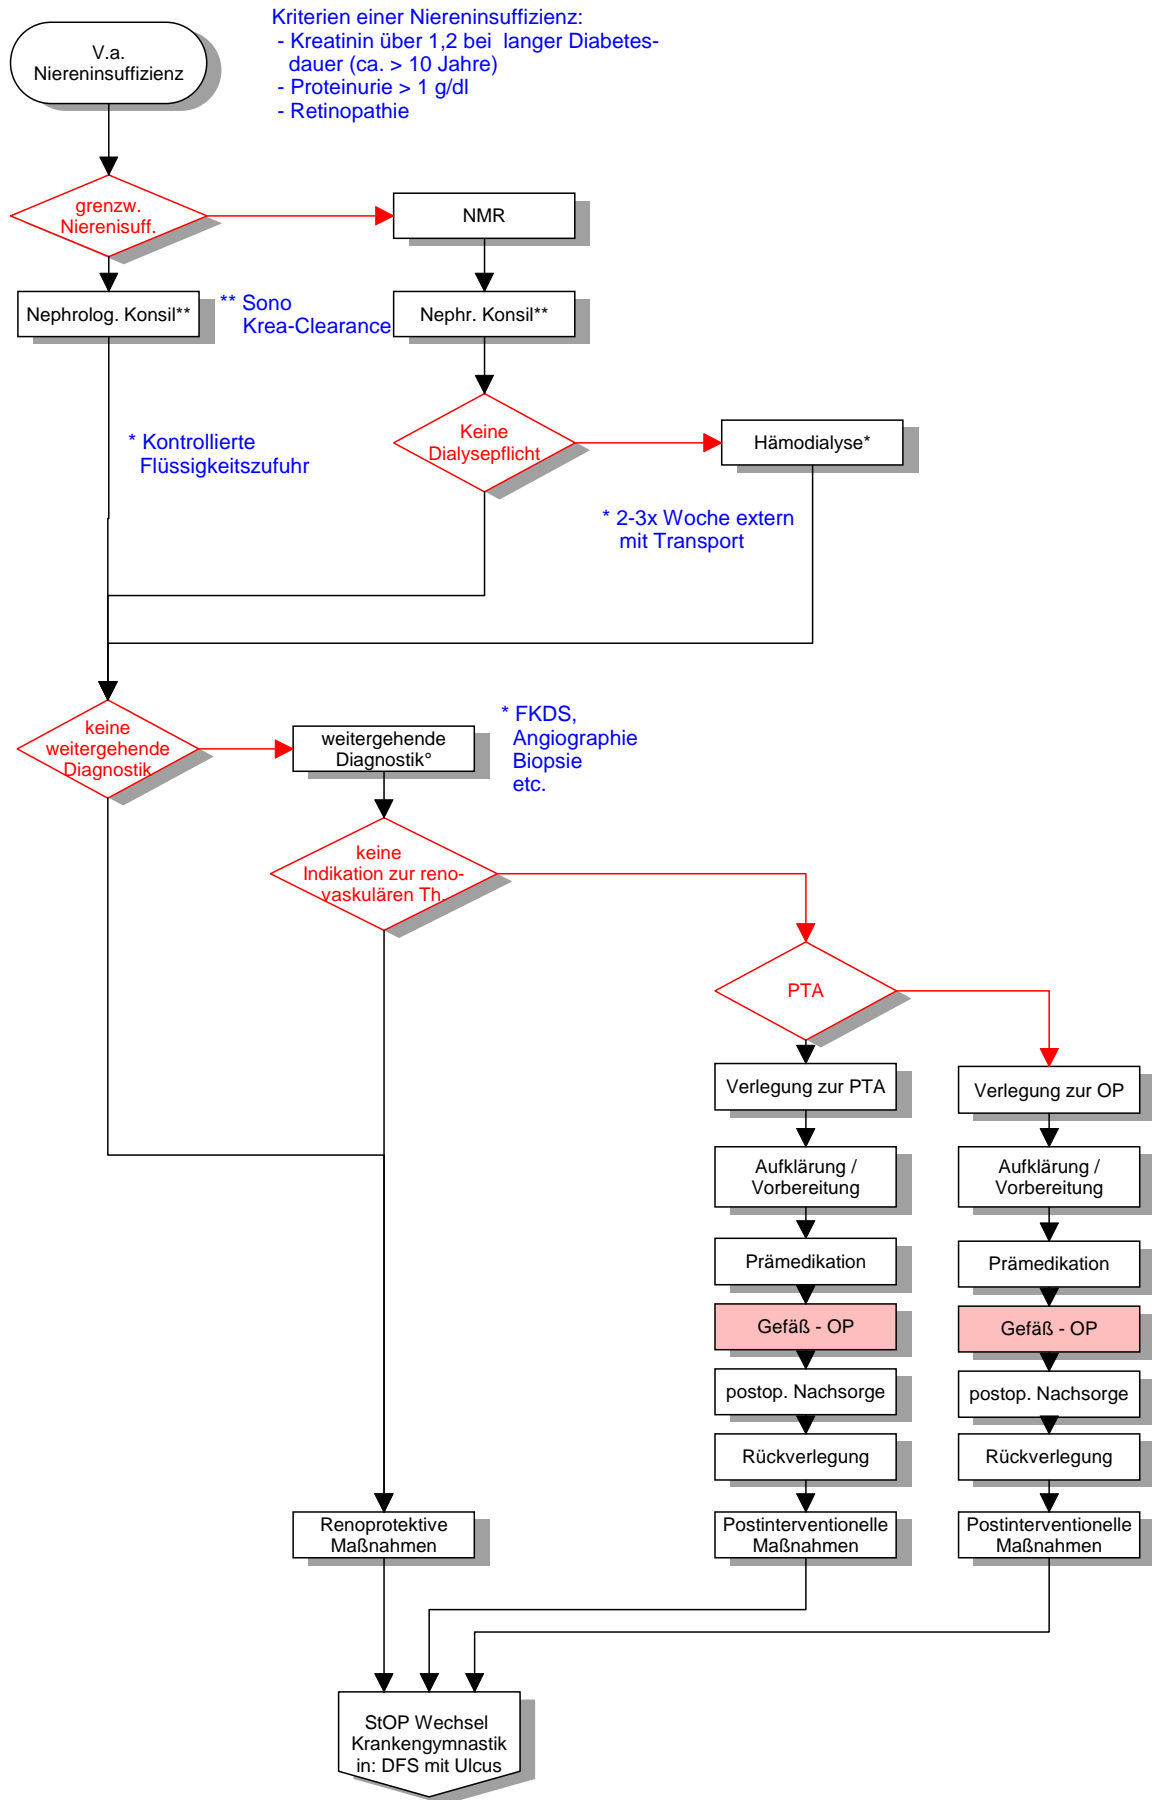 Kriterien einer Niereninsuffizienz:
- Kreatinin über 1,2 bei langer Diabetes-
dauer (ca. > 10 Jahre)
- Proteinurie > 1 g/dl
- Retinopathie
V.a.
Niereninsuffizienz
grenzw.
Nierenisuff.
NMR
Nephrolog. Konsil**
** Sono
Krea-Clearance
Nephr. Konsil**
* Kontrollierte
Flüssigkeitszufuhr
Keine
Dialysepflicht
Hämodialyse*
* 2-3x Woche extern
mit Transport
keine
weitergehende
Diagnostik
weitergehende
Diagnostik°
* FKDS,
Angiographie
Biopsie
etc.
keine
Indikation zur reno-
vaskulären Th.
PTA
Verlegung zur PTA
Verlegung zur OP
Aufklärung /
Vorbereitung
Aufklärung /
Vorbereitung
Prämedikation
Prämedikation
Gefäß - OP
Gefäß - OP
postop. Nachsorge
postop. Nachsorge
Rückverlegung
Rückverlegung
Renoprotektive
Maßnahmen
Postinterventionelle
Maßnahmen
Postinterventionelle
Maßnahmen
StOP Wechsel
Krankengymnastik
in: DFS mit Ulcus